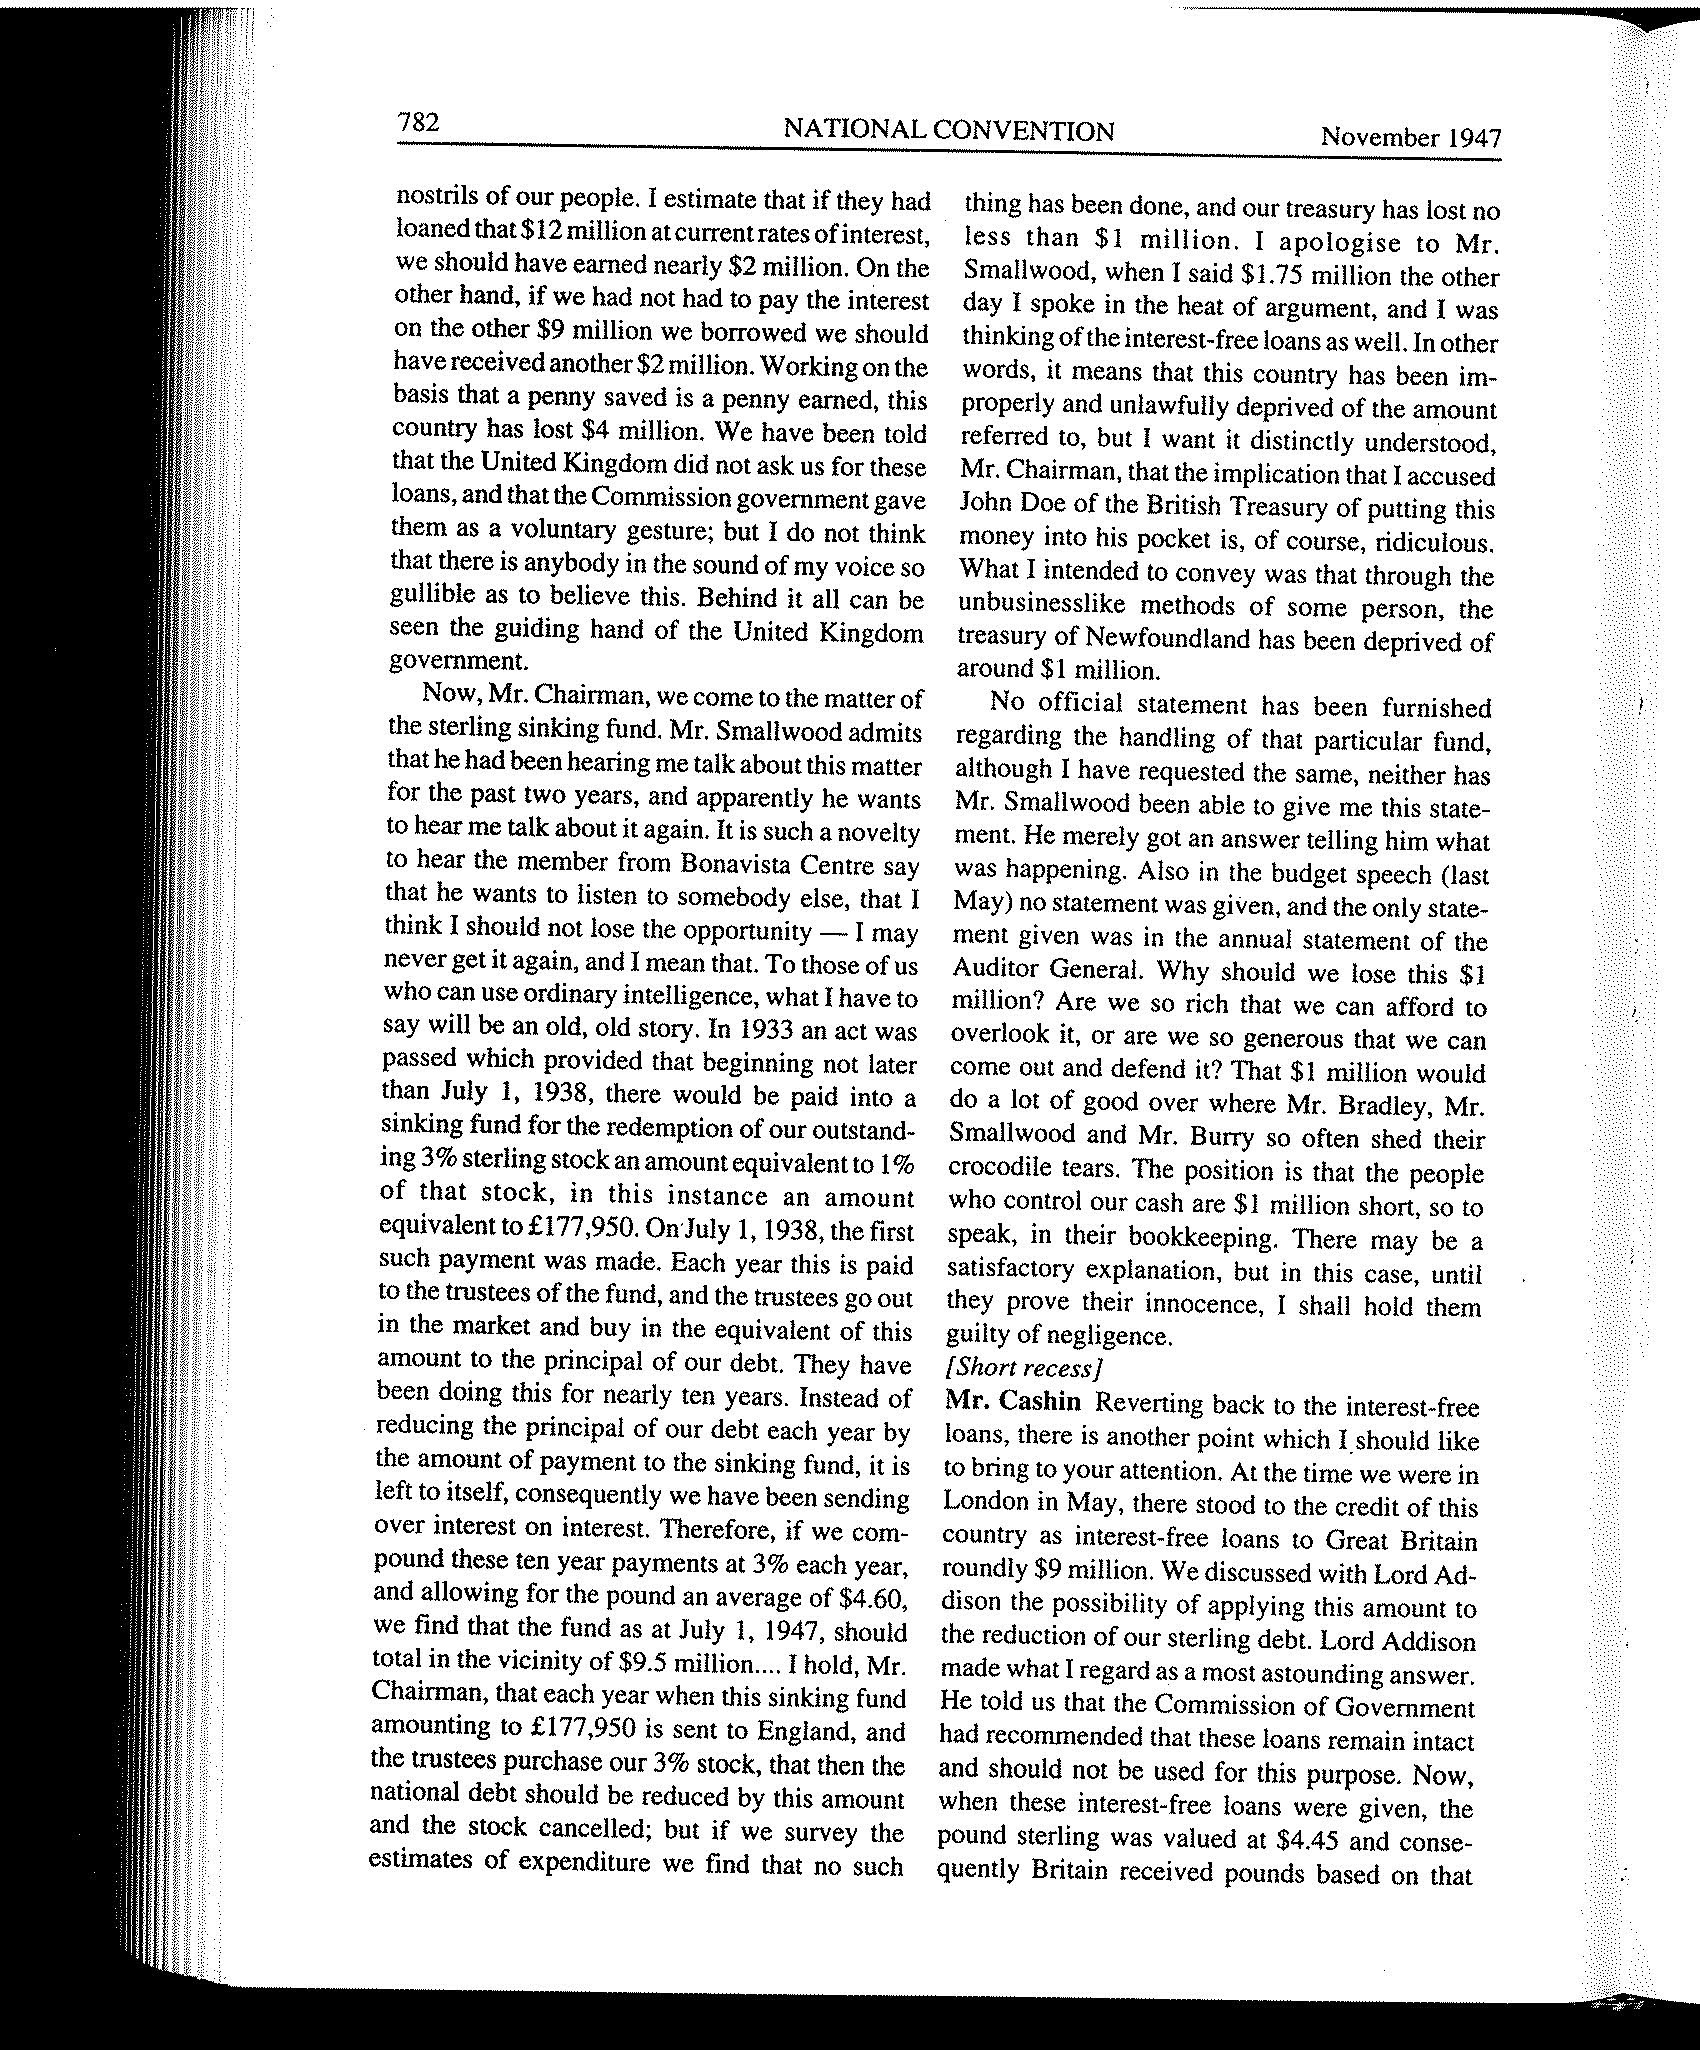 782
NATIONAL CONVENTION
November 1947
nostrils of our people. I estimate that if they had
loaned that $12 million at current rates of interest,
we should have earned nearly $2 million. On the
other hand, if we had not had to pay the interest
on the other $9 million we borrowed we should
have received another $2 million. Working on the
basis that a penny saved is a penny earned, this
country has lost $4 million. We have been told
that the United Kingdom did not ask us for these
loans, and that the Commission government gave
them as a voluntary gesture; but I do not think
that there is anybody in the sound of my voice so
gullible as to believe this. Behind it all can be
seen the guiding hand of the United Kingdom
government.
Now, Mr. Chairman, we come to the matter of
the sterling sinking fund. Mr. Smallwood admits
that he had been hearing me talk about this matter
for the past two years, and apparently he wants
to hear me talk about it again. It is such a novelty
to hear the member from Bonavista Centre say
that he wants to listen to somebody else, that I
think I should not lose the opportunity — I may
never get it again, and I mean that. To those of us
who can use ordinary intelligence, what I have to
say will be an old, old story. In 1933 an act was
passed which provided that beginning not later
than July 1, 1938, there would be paid into a
sinking fund for the redemption of our outstand-
ing 3% sterling stock an amount equivalent to 1%
of that stock, in this instance an amount
equivalent to £177,950. On July 1, 1938, the first
such payment was made. Each year this is paid
to the trustees of the fund, and the trustees go out
in the market and buy in the equivalent of this
amount to the principal of our debt. They have
been doing this for nearly ten years. Instead of
reducing the principal of our debt each year by
the amount of payment to the sinking fund, it is
left to itself, consequently we have been sending
over interest on interest. Therefore, if we com-
pound these ten year payments at 3% each year,
and allowing for the pound an average of $4.60,
we find that the fund as at July 1, 1947, should
total in the vicinity of $9.5 million.... I hold, Mr.
Chairman, that each year when this sinking fund
amounting to £177,950 is sent to England, and
the trustees purchase our 3% stock, that then the
national debt should be reduced by this amount
and the stock cancelled; but if we survey the
estimates of expenditure we find that no such
thing has been done, and our treasury has lost no
less than $1 million. I apologise to Mr.
Smallwood, when I said $1.75 million the other
day I spoke in the heat of argument, and I was
thinking of the interest-free loans as well. In other
words, it means that this country has been im-
properly and unlawfully deprived of the amount
referred to, but I want it distinctly understood,
Mr. Chairman, that the implication that I accused
John Doe of the British Treasury of putting this
money into his pocket is, of course, ridiculous.
What I intended to convey was that through the
unbusinesslike methods of some person, the
treasury of Newfoundland has been deprived of
around $1 million.
No official statement has been furnished
regarding the handling of that particular fund,
although I have requested the same, neither has
Mr. Smallwood been able to give me this state-
ment. He merely got an answer telling him what
was happening. Also in the budget speech (last
May) no statement was given, and the only state-
ment given was in the annual statement of the
Auditor General. Why should we lose this $1
million? Are we so rich that we can afford to
overlook it, or are we so generous that we can
come out and defend it? That $1 million would
do a lot of good over where Mr. Bradley, Mr.
Smallwood and Mr. Burry so often shed their
crocodile tears. The position is that the people
who control our cash are $1 million short, so to
speak, in their bookkeeping. There may be a
satisfactory explanation, but in this case, until
they prove their innocence, I shall hold them
guilty of negligence.
[Short recess]
Mr. Cashin Reverting back to the interest-free
loans, there is another point which I should like
to bring to your attention. At the time we were in
London in May, there stood to the credit of this
country as interest-free loans to Great Britain
roundly $9 million. We discussed with Lord Ad-
dison the possibility of applying this amount to
the reduction of our sterling debt. Lord Addison
made what I regard as a most astounding answer.
He told us that the Commission of Government
had recommended that these loans remain intact
and should not be used for this purpose. Now,
when these interest-free loans were given, the
pound sterling was valued at $4.45 and conse-
quently Britain received pounds based on that